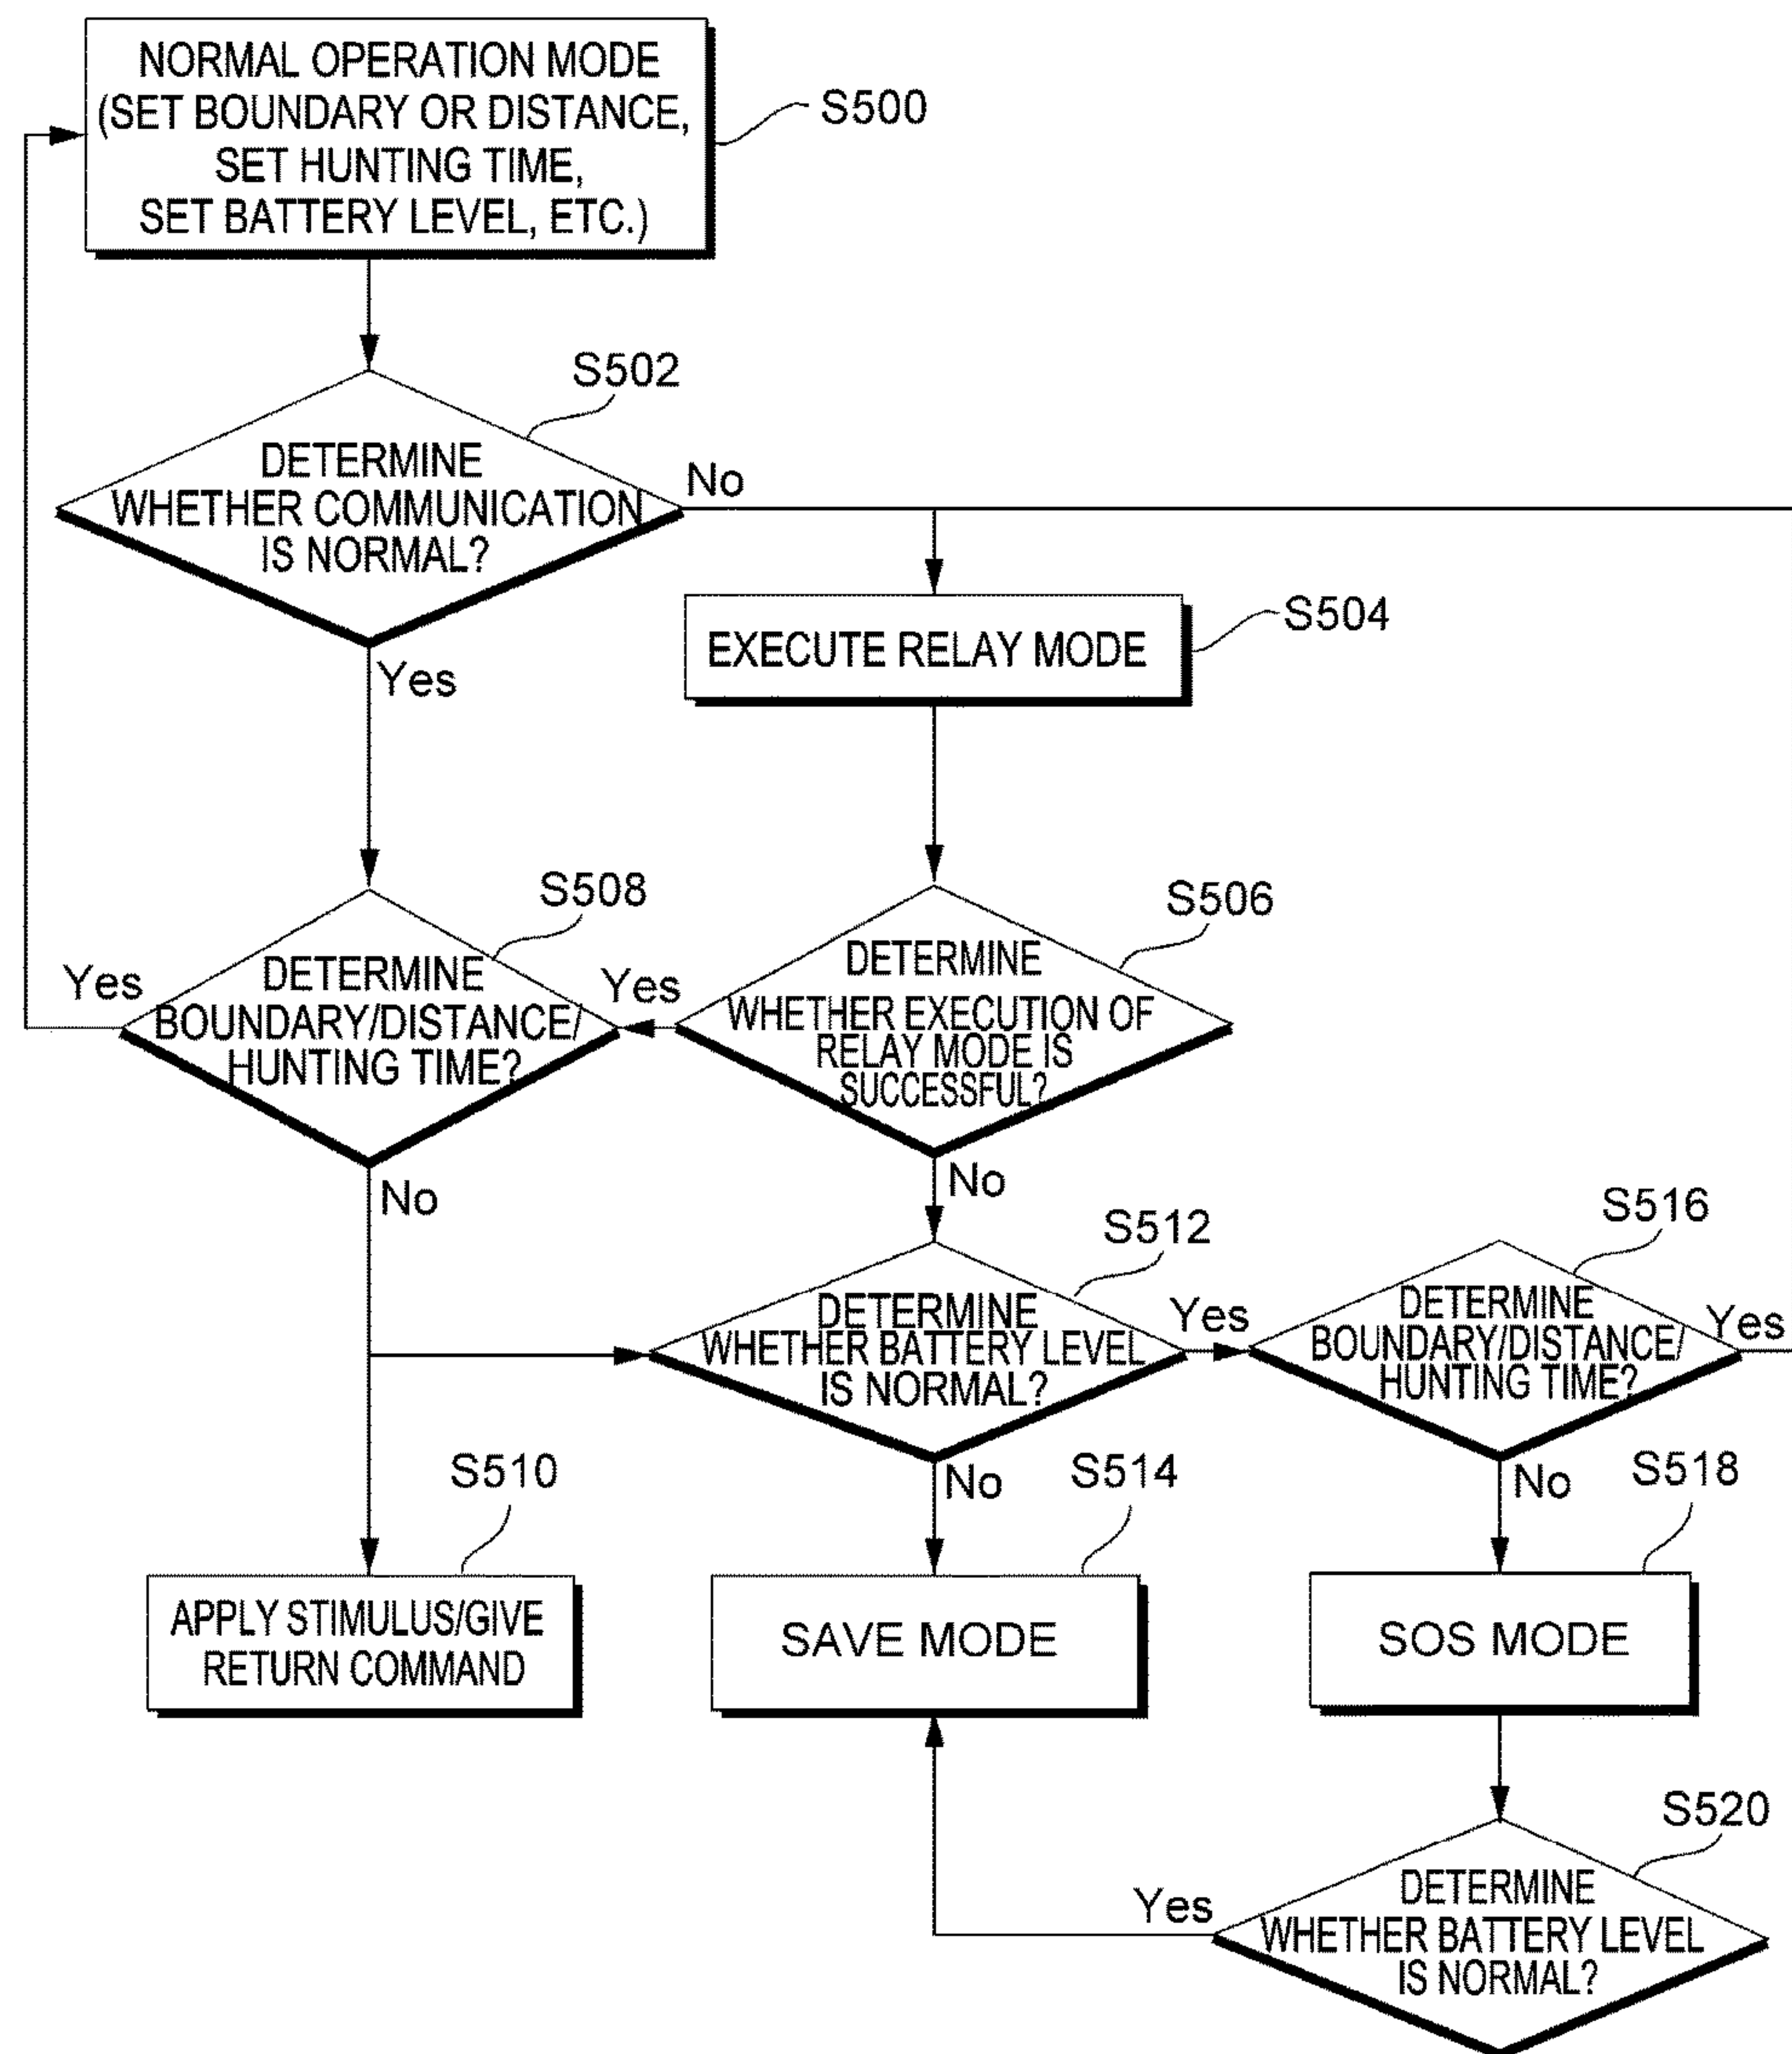 NORMAL OPERATION MODE
(SET BOUNDARY OR DISTANCE,
SET HUNTING TIME,
SET BATTERY LEVEL, ETC.)
S500
S502
DETERMINE
WHETHER COMMUNICATION
IS NORMAL?
No
Yes
S504
EXECUTE RELAY MODE
S508
DETERMINE
BOUNDARY/DISTANCE/
HUNTING TIME?
Yes
No
S506
DETERMINE
WHETHER EXECUTION OF
RELAY MODE IS
SUCCESSFUL?
Yes
No
S512
DETERMINE
WHETHER BATTERY LEVEL
IS NORMAL?
Yes
No
S516
DETERMINE
BOUNDARY/DISTANCE/
HUNTING TIME?
Yes
No
S510
APPLY STIMULUS/GIVE
RETURN COMMAND
S514
SAVE MODE
S518
SOS MODE
S520
DETERMINE
WHETHER BATTERY LEVEL
IS NORMAL?
Yes